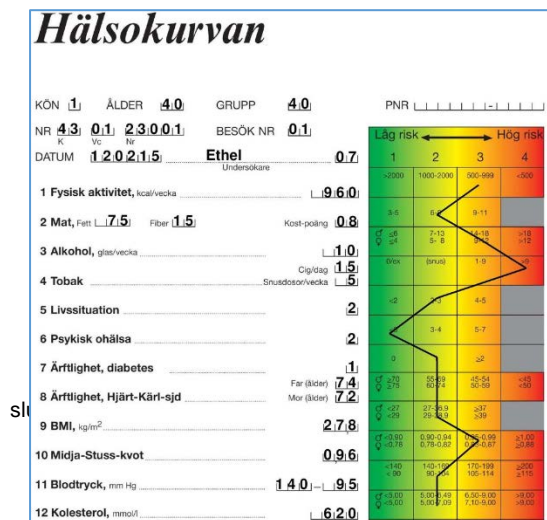 Hälsokurvan
KÖN 1 ÅLDER 40 GRUPP 40 PNR
NR 43 01 23001 BESÖK NR 01
K Vc Nr
Låg risk Hög risk
DATUM 120215 Ethel 07
Undersökare
1 2 3 4
>2000 1000-2000 500-999 <500
1 Fysisk aktivitet, kcal/vecka 960
3-5 9-11
2 Mat, Fett 75 Fiber 15 Kost-poäng 08
♂ ≤6 7-13 14-18 >18
♀ ≤4 5- 8 9-12 >12
3 Alkohol, glas/vecka 10
0/ex (snus) 1-9 >9
Cig/dag 15
4 Tobak Snusdosor/vecka 5
<2 2-3 4-5
5 Livssituation 2
3-4 5-7
6 Psykisk ohälsa 2
0 ≥2
7 Ärftlighet, diabetes 1
♂ ≥70 55-69 45-54 <45
♀ ≥75 60-74 50-59 <50
Far (ålder) 74
8 Ärftlighet, Hjärt-Kärl-sjd Mor (ålder) 72
slu
♂ <27 27-36,9 ≥37
♀ <29 29-38,9 ≥39
9 BMI, kg/m² 278
♂ <0,90 0,90-0,94 0,95-0,99 ≥1,00
♀ <0,78 0,78-0,82 0,83-0,87 ≥0,88
10 Midja-Stuss-kvot 096
<140 140-169 170-199 ≥200
< 90 90-104 105-114 ≥115
11 Blodtryck, mm Hg 140 - 95
♂ <3,00 5,00-6,49 6,50-9,00 >9,00
♀ <5,00 5,00-7,09 7,10-9,00 >9,00
12 Kolesterol, mmol/l 620